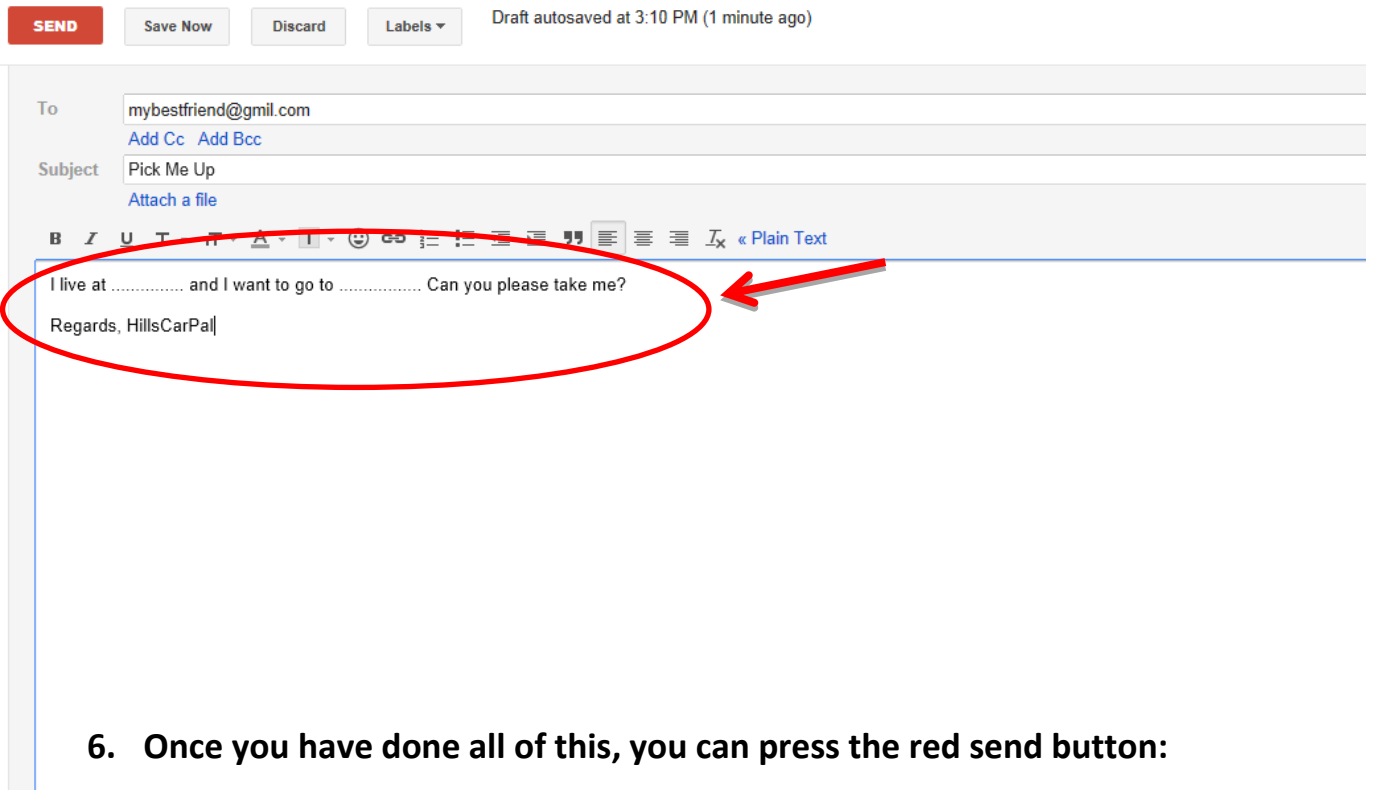 SEND Save Now Discard Labels Draft autosaved at 3:10 PM (1 minute ago)
To mybestfriend@gmil.com
Add Cc Add Bcc
Subject Pick Me Up
Attach a file
B I U T T A T « Plain Text
I live at .............. and I want to go to ................ Can you please take me?
Regards, HillsCarPal
6. Once you have done all of this, you can press the red send button: